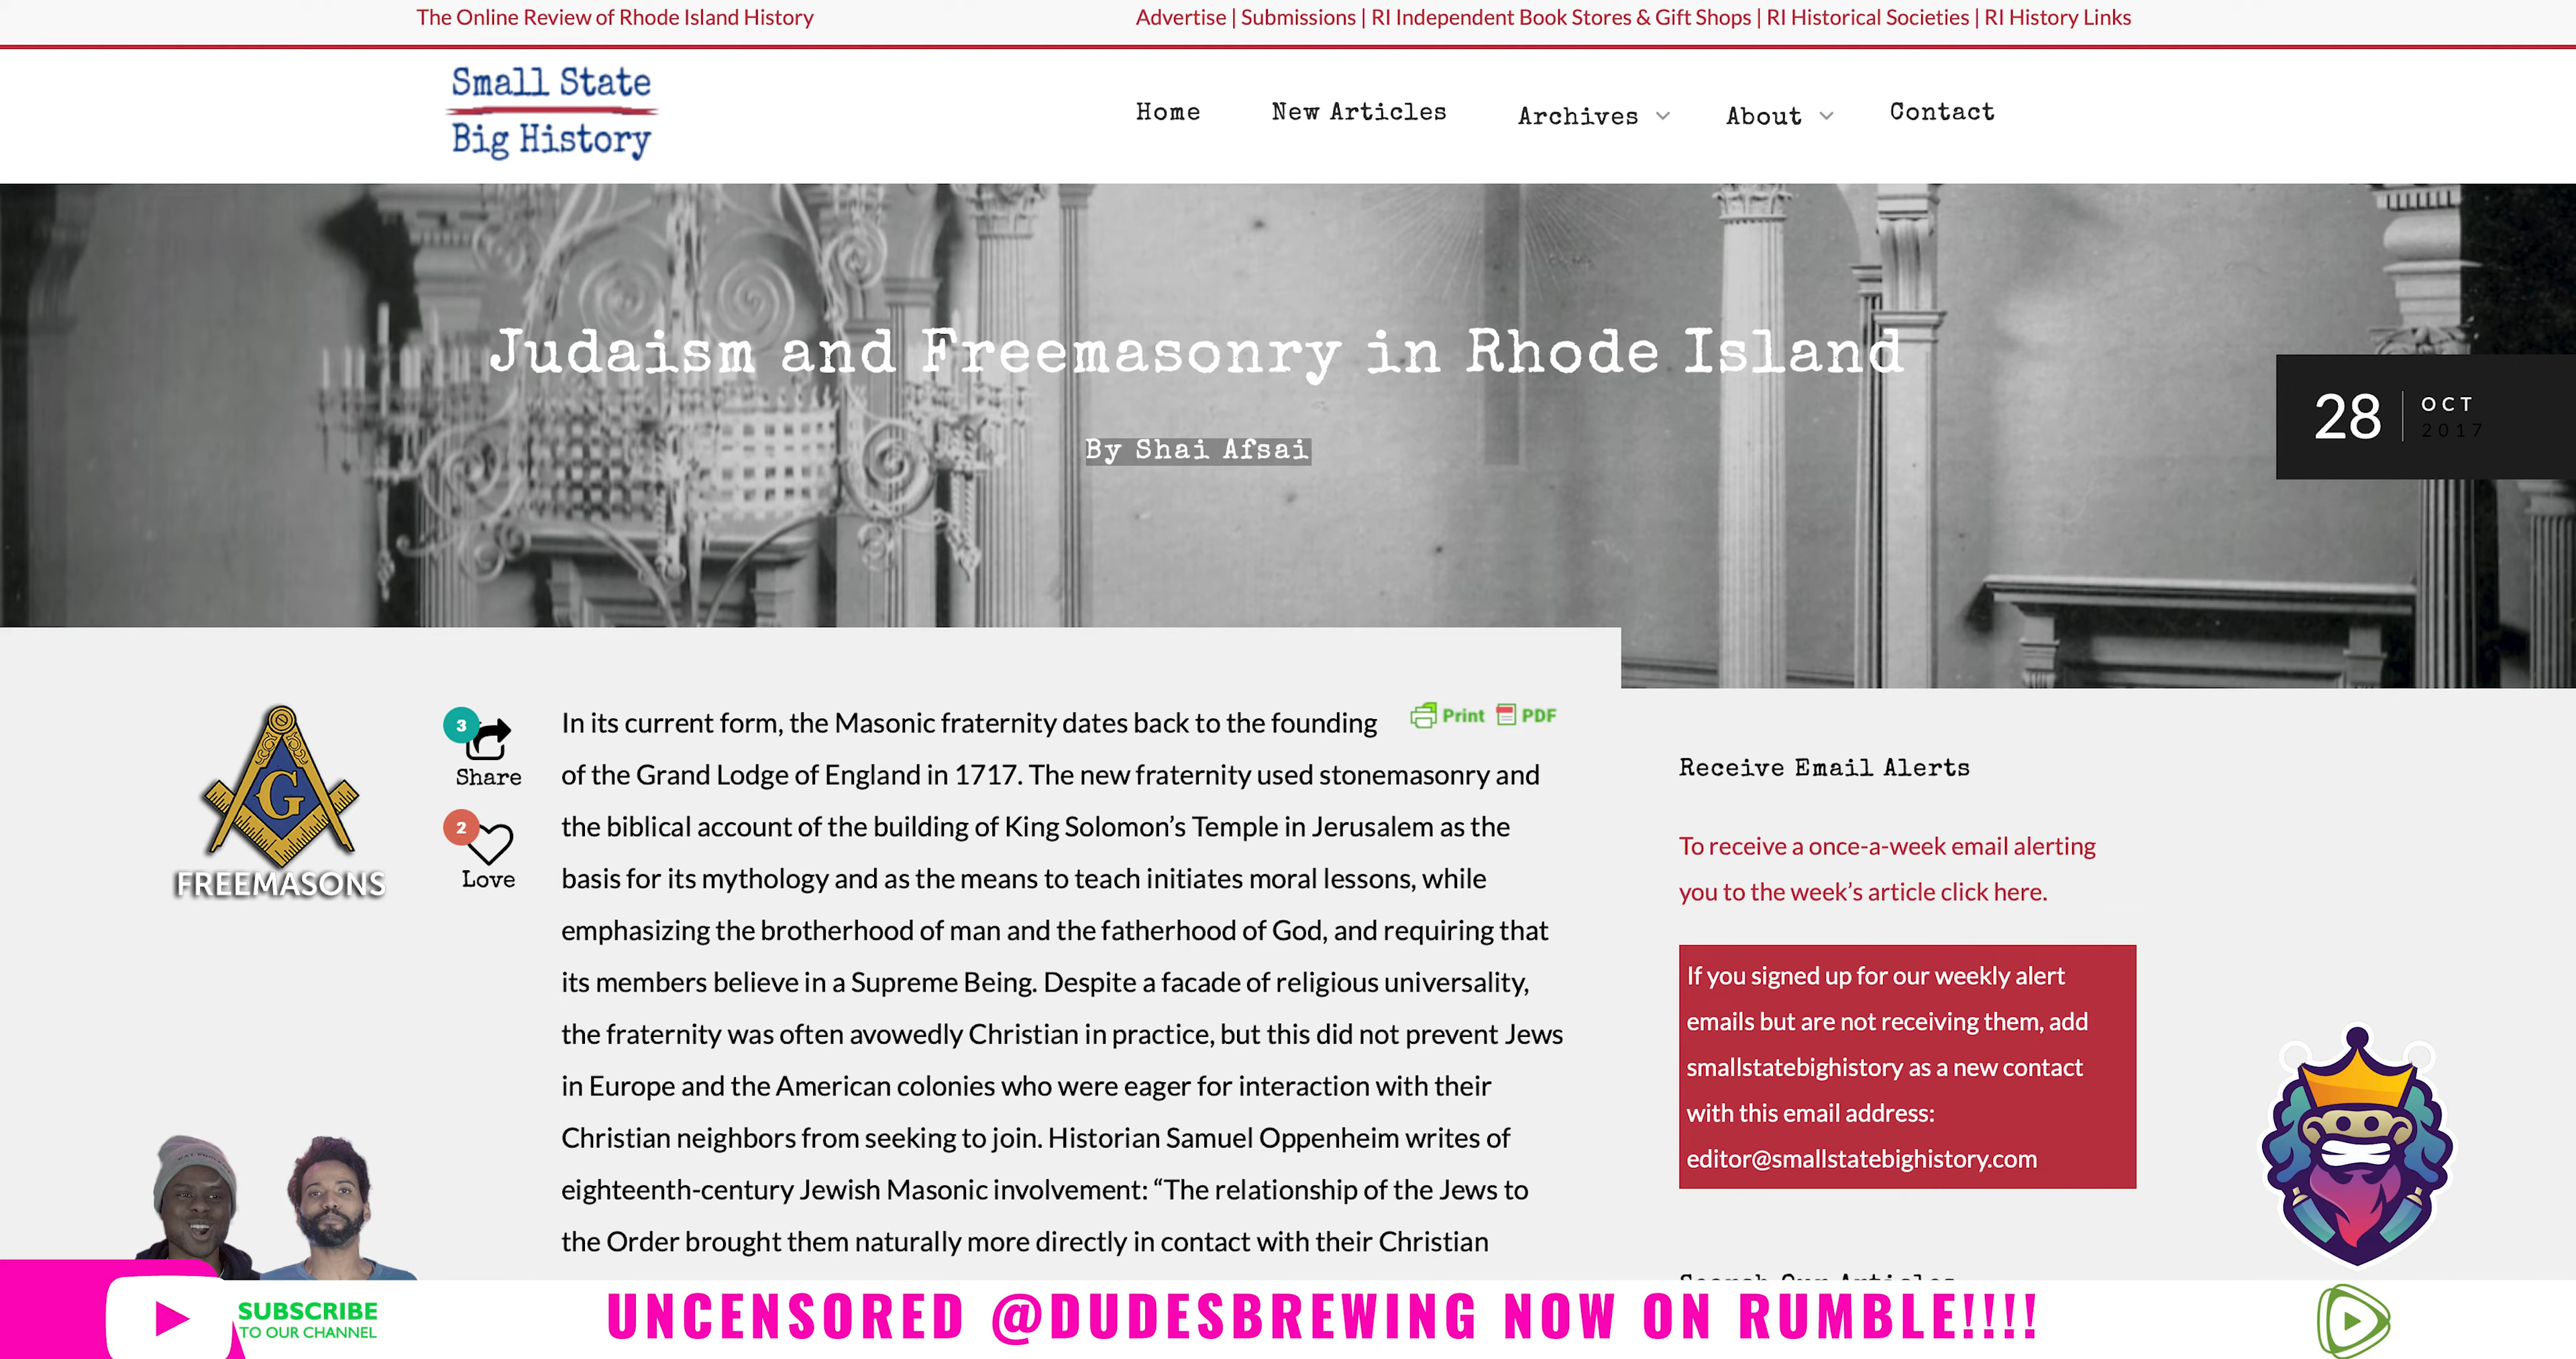 The Online Review of Rhode Island History
Advertise | Submissions | RI Independent Book Stores & Gift Shops | RI Historical Societies | RI History Links
Small State
Big History
Home New Articles Archives About Contact
Judaism and Freemasonry in Rhode Island
By Shai Afsai
28 OCT
2017
G
FREEMASONS
3
Share
2
Love
Print PDF
In its current form, the Masonic fraternity dates back to the founding
of the Grand Lodge of England in 1717. The new fraternity used stonemasonry and
the biblical account of the building of King Solomon’s Temple in Jerusalem as the
basis for its mythology and as the means to teach initiates moral lessons, while
emphasizing the brotherhood of man and the fatherhood of God, and requiring that
its members believe in a Supreme Being. Despite a facade of religious universality,
the fraternity was often avowedly Christian in practice, but this did not prevent Jews
in Europe and the American colonies who were eager for interaction with their
Christian neighbors from seeking to join. Historian Samuel Oppenheim writes of
eighteenth-century Jewish Masonic involvement: “The relationship of the Jews to
the Order brought them naturally more directly in contact with their Christian
Receive Email Alerts
To receive a once-a-week email alerting
you to the week’s article click here.
If you signed up for our weekly alert
emails but are not receiving them, add
smallstatebighistory as a new contact
with this email address:
editor@smallstatebighistory.com
Search Our Articles
SUBSCRIBE
TO OUR CHANNEL
UNCENSORED @DUDESBREWING NOW ON RUMBLE!!!!